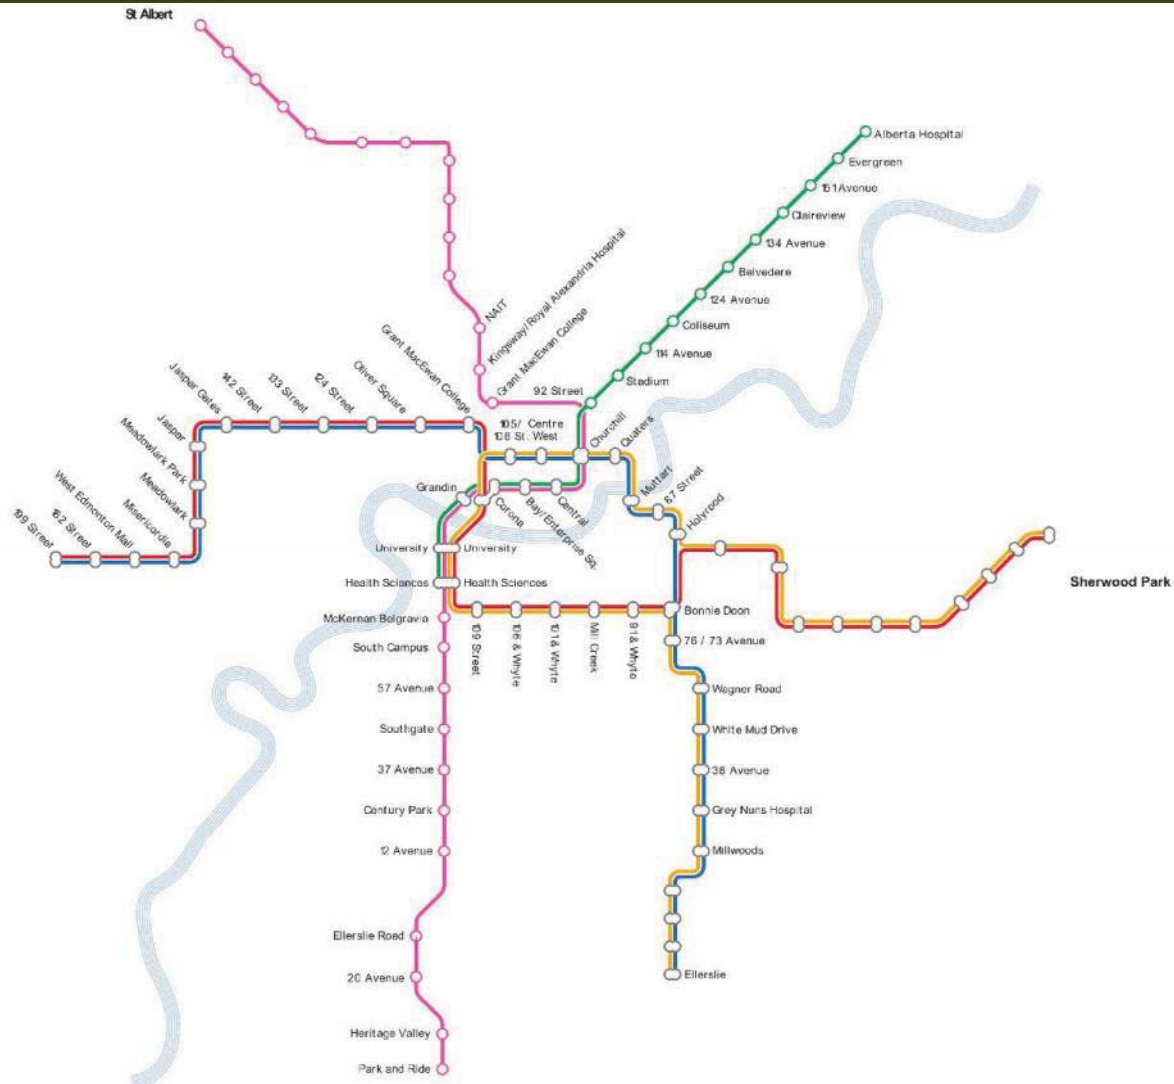 St Albert
Alberta Hospital
Evergreen
151 Avenue
Claireview
134 Avenue
Belvedere
124 Avenue
Coliseum
114 Avenue
Stadium
92 Street
NAIT
Kingsway/ Royal Alexandria Hospital
Grant MacEwan College
Grant MacEwan College
Oliver Square
124 Street
133 Street
142 Street
Jasper Gates
Jasper
Meadowlark Park
Meadowlark
Misericordia
West Edmonton Mall
182 Street
199 Street
105/ Centre
108 St. West
Churchill
Quaters
Muttart
67 Street
Holyrood
Grandin
Corona
Bay/Enterprise Sq.
Central
University
University
Health Sciences
Health Sciences
Sherwood Park
McKernan Belgravia
South Campus
57 Avenue
Southgate
37 Avenue
Century Park
12 Avenue
Ellerslie Road
20 Avenue
Heritage Valley
Park and Ride
109 Street
106 & Whyte
101 & Whyte
Mill Creek
91 & Whyte
Bonnie Doon
76 / 73 Avenue
Wagner Road
White Mud Drive
38 Avenue
Grey Nuns Hospital
Millwoods
Ellerslie